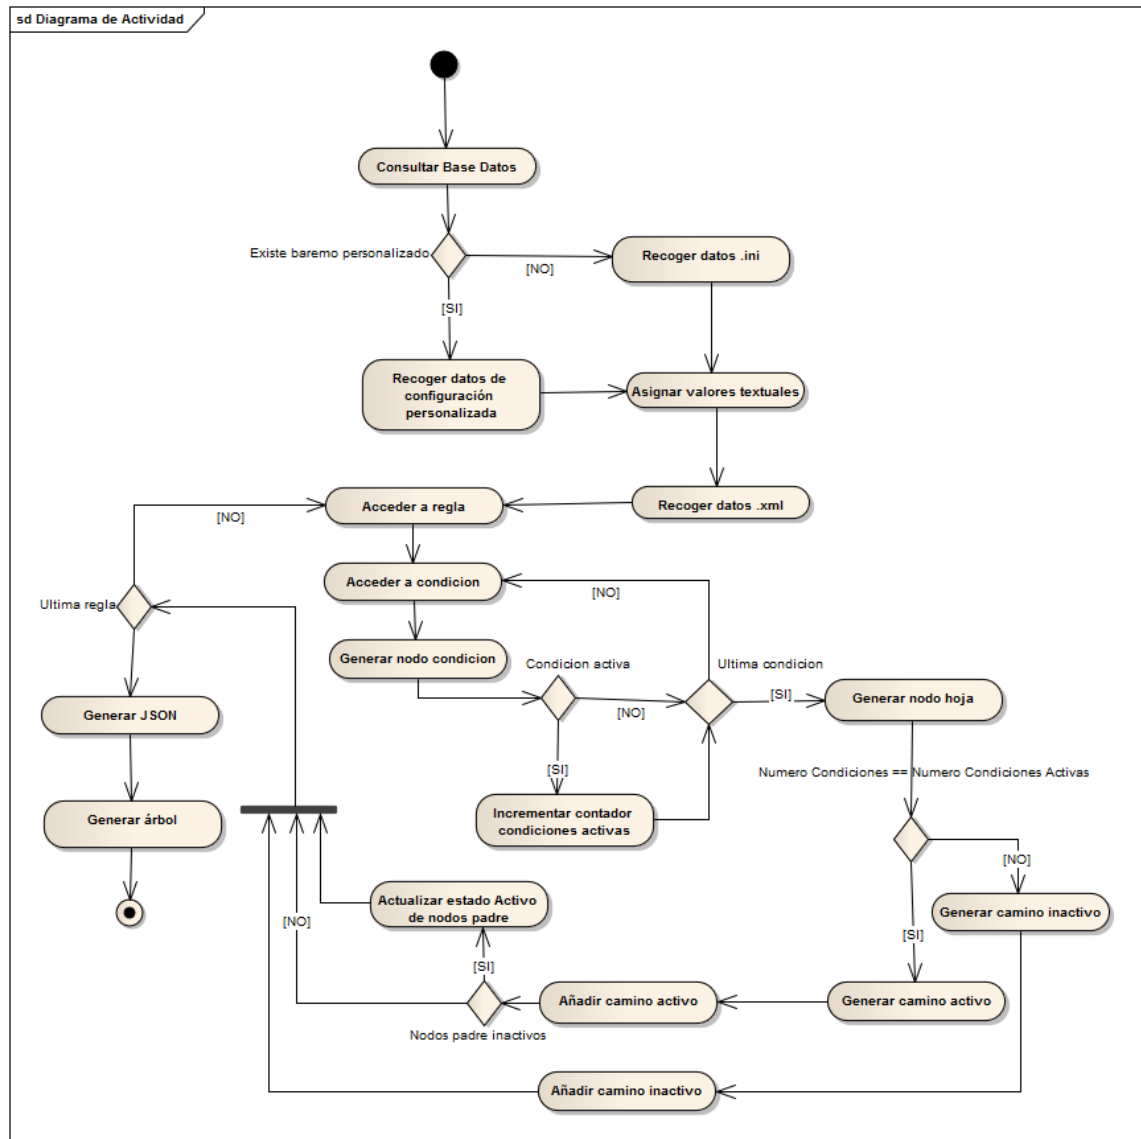 sd Diagrama de Actividad
Consultar Base Datos
Existe baremo personalizado
[NO]
Recoger datos .ini
[SI]
Recoger datos de
configuración
personalizada
Asignar valores textuales
Acceder a regla
Recoger datos .xml
[NO]
Acceder a condicion
[NO]
Ultima regla
Generar nodo condicion
Condicion activa
Ultima condicion
[NO]
[SI]
Generar nodo hoja
Generar JSON
[SI]
Numero Condiciones == Numero Condiciones Activas
Incrementar contador
condiciones activas
Generar árbol
[NO]
Actualizar estado Activo
de nodos padre
[NO]
Generar camino inactivo
[SI]
[SI]
Añadir camino activo
Generar camino activo
Nodos padre inactivos
Añadir camino inactivo